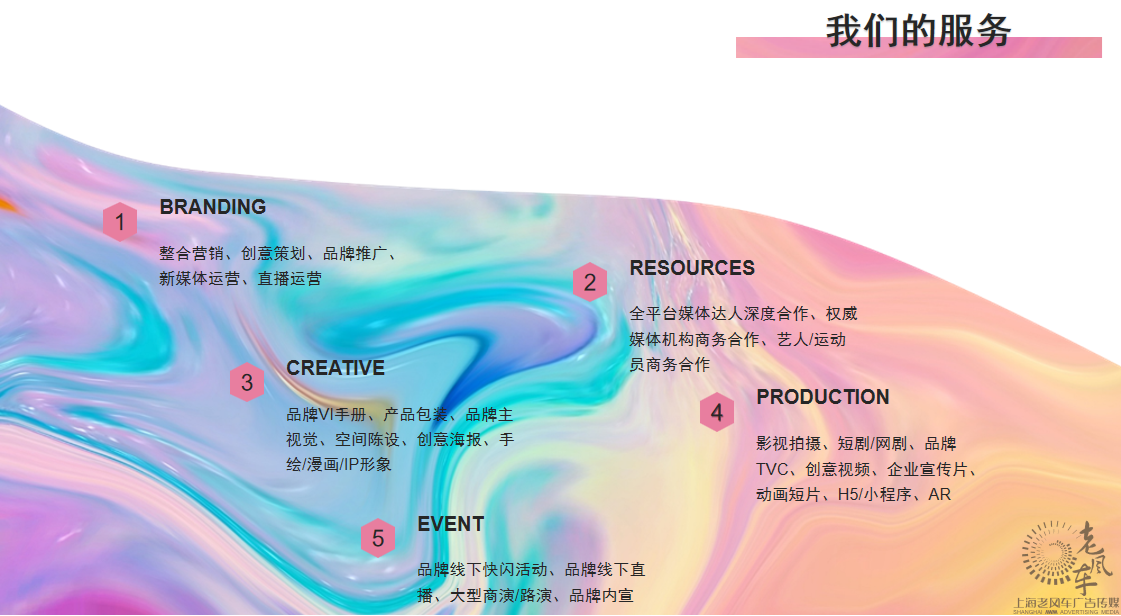 我们的服务
1
BRANDING
整合营销、创意策划、品牌推广、
新媒体运营、直播运营
2
RESOURCES
全平台媒体达人深度合作、权威
媒体机构商务合作、艺人/运动
员商务合作
3
CREATIVE
品牌VI手册、产品包装、品牌主
视觉、空间陈设、创意海报、手
绘/漫画/IP形象
4
PRODUCTION
影视拍摄、短剧/网剧、品牌
TVC、创意视频、企业宣传片、
动画短片、H5/小程序、AR
5
EVENT
品牌线下快闪活动、品牌线下直
播、大型商演/路演、品牌内宣
老风车
上海老风车广告传媒
SHANGHAI AWA ADVERTISING MEDIA